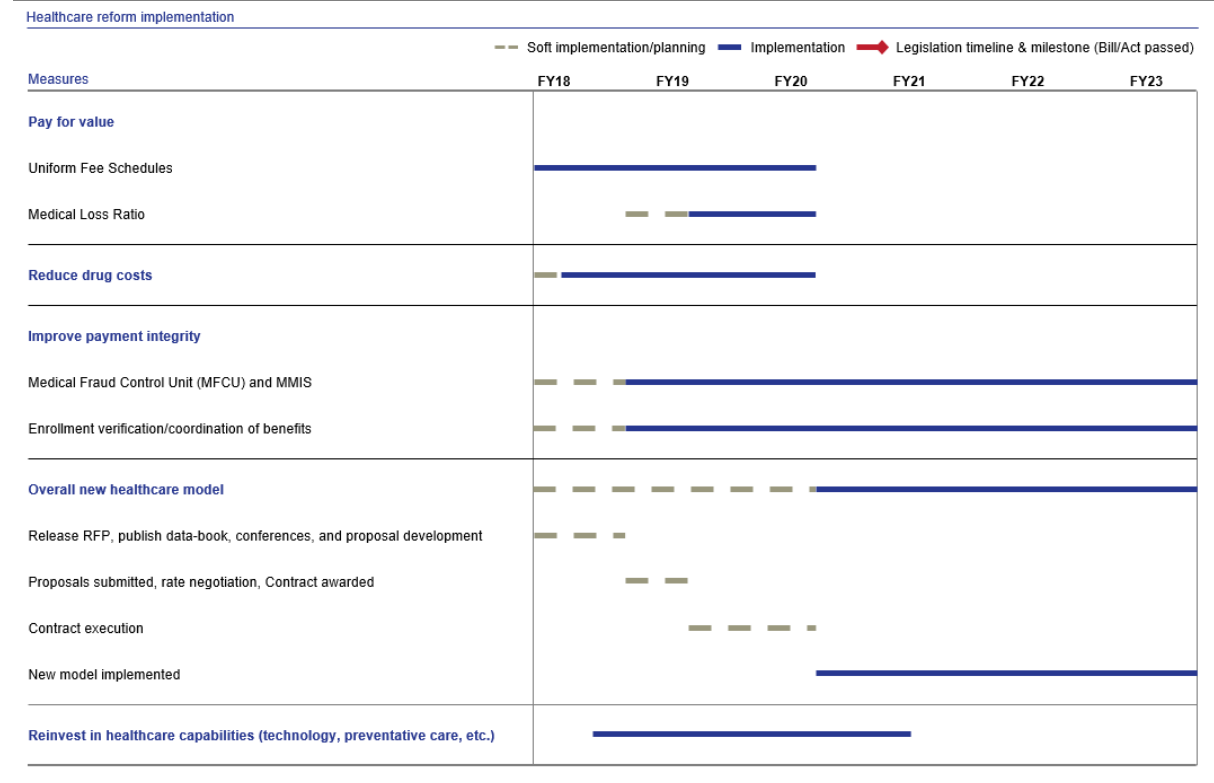 Healthcare reform implementation
Soft implementation/planning Implementation Legislation timeline & milestone (Bill/Act passed)
Measures FY18 FY19 FY20 FY21 FY22 FY23
Pay for value
Uniform Fee Schedules
Medical Loss Ratio
Reduce drug costs
Improve payment integrity
Medical Fraud Control Unit (MFCU) and MMIS
Enrollment verification/coordination of benefits
Overall new healthcare model
Release RFP, publish data-book, conferences, and proposal development
Proposals submitted, rate negotiation, Contract awarded
Contract execution
New model implemented
Reinvest in healthcare capabilities (technology, preventative care, etc.)